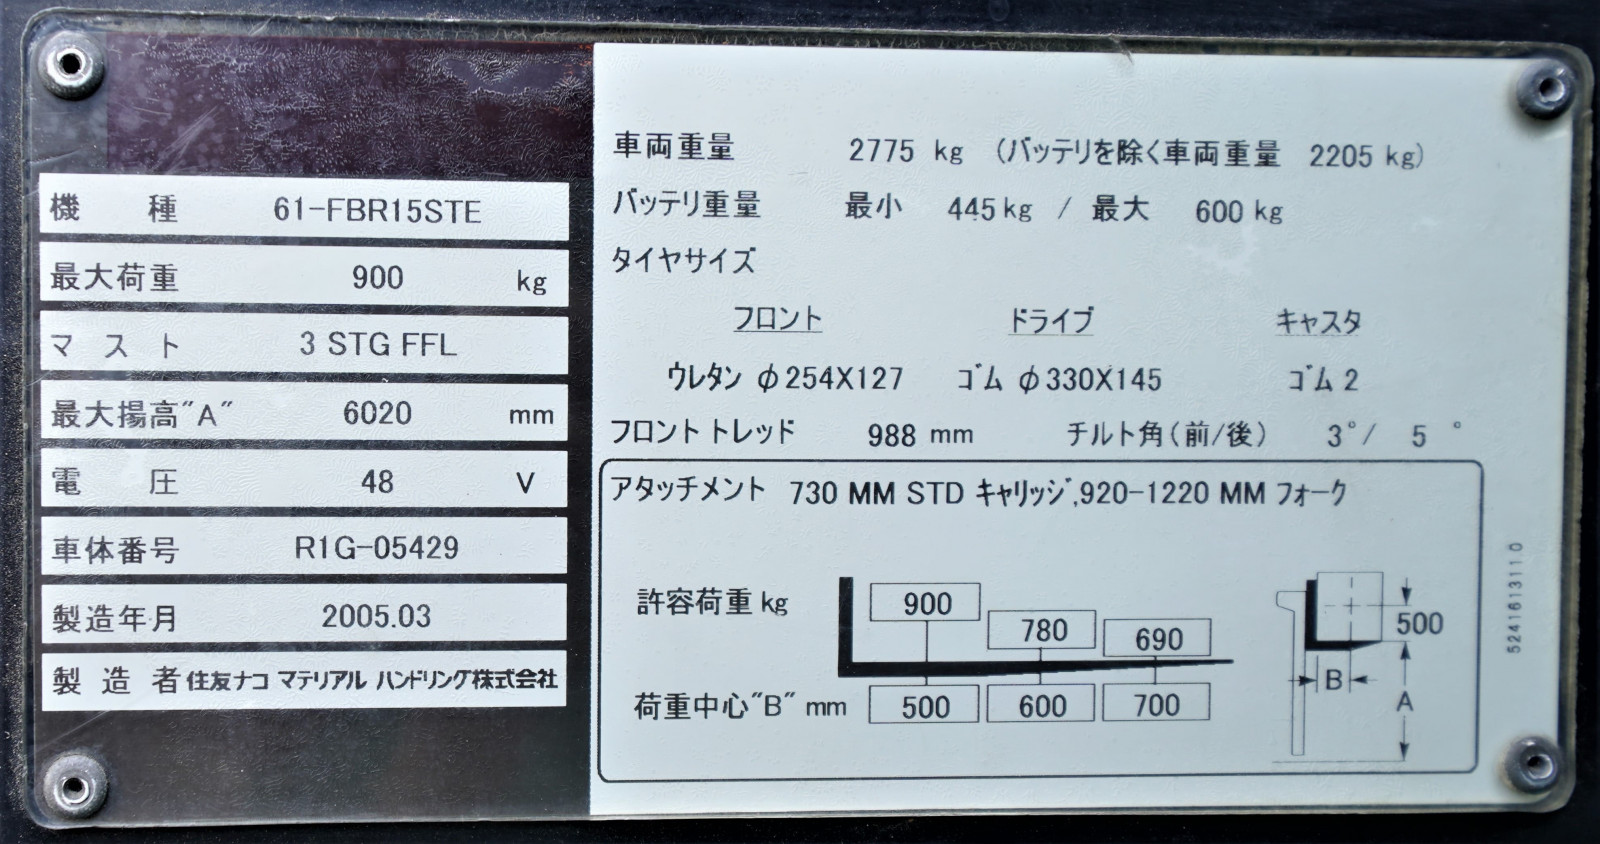 機 種 61-FBR15STE
最大荷重 900 kg
マスト 3 STG FFL
最大揚高"A" 6020 mm
電 圧 48 V
車体番号 R1G-05429
製造年月 2005.03
製造者 住友ナコ マテリアル ハンドリング株式会社
車両重量 2775 kg (バッテリを除く車両重量 2205 kg)
バッテリ重量 最小 445 kg / 最大 600 kg
タイヤサイズ
フロント ドライブ キャスタ
ウレタン φ254X127 ゴム φ330X145 ゴム 2
フロント トレッド 988 mm チルト角(前/後) 3°/ 5 °
アタッチメント 730 MM STD キャリッジ,920-1220 MM フォーク
許容荷重 kg 900 780 690
荷重中心"B" mm 500 600 700
500
B
A
5241613110